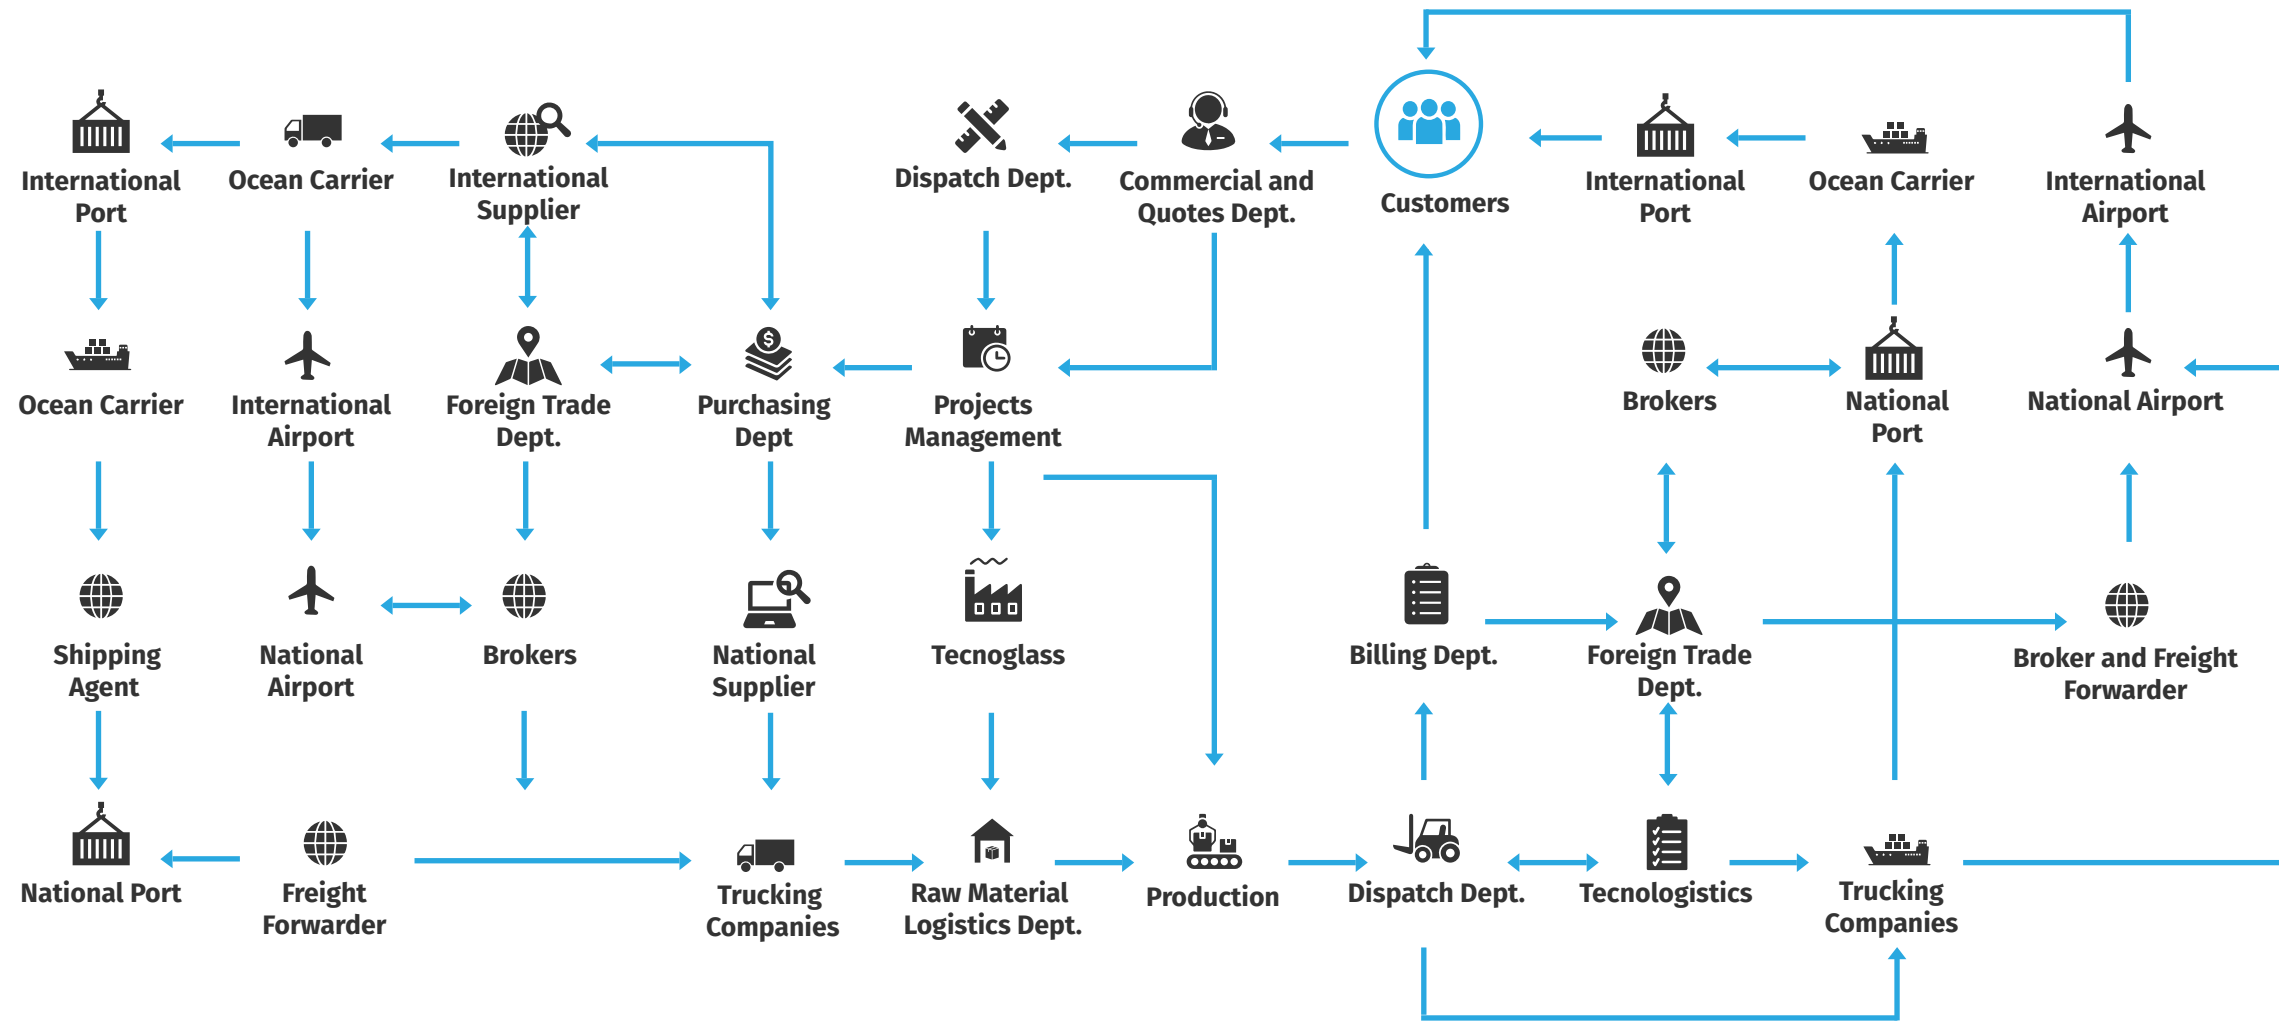 International
Port
Ocean Carrier
International
Supplier
Dispatch Dept.
Commercial and
Quotes Dept.
Customers
International
Port
Ocean Carrier
International
Airport
Ocean Carrier
International
Airport
Foreign Trade
Dept.
Purchasing
Dept
Projects
Management
Brokers
National
Port
National Airport
Shipping
Agent
National
Airport
Brokers
National
Supplier
Tecnoglass
Billing Dept.
Foreign Trade
Dept.
Broker and Freight
Forwarder
National Port
Freight
Forwarder
Trucking
Companies
Raw Material
Logistics Dept.
Production
Dispatch Dept.
Tecnologistics
Trucking
Companies